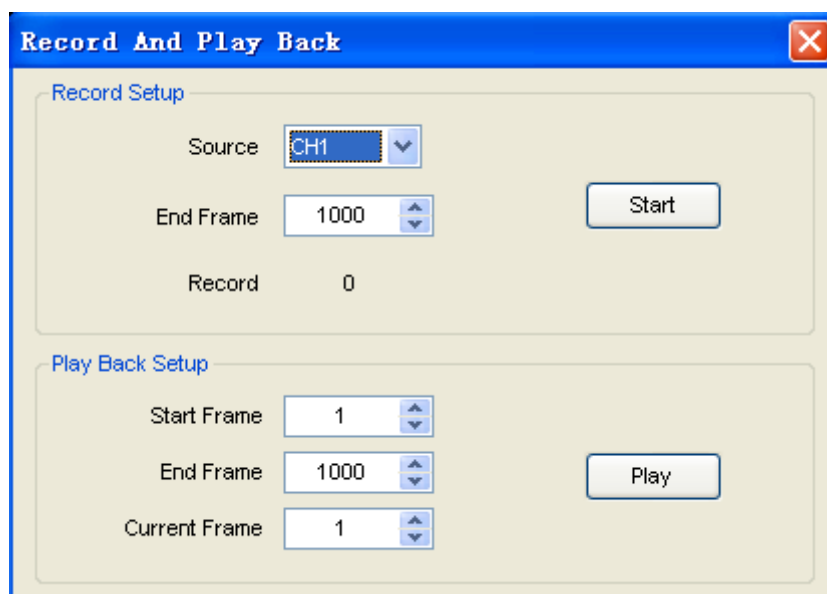 Record And Play Back
Record Setup
Source CH1
End Frame 1000
Start
Record 0
Play Back Setup
Start Frame 1
End Frame 1000
Play
Current Frame 1